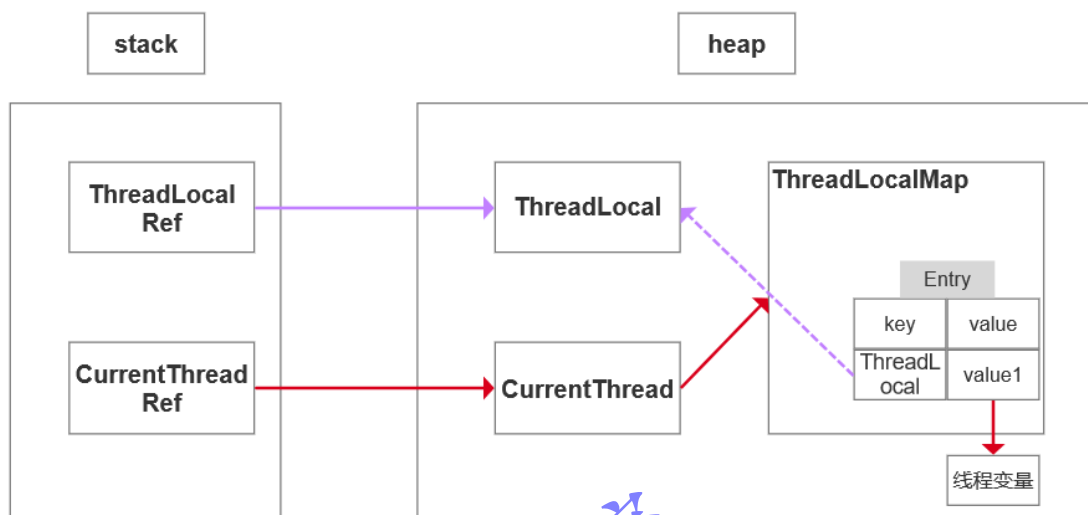 stack
heap
ThreadLocal
Ref
ThreadLocal
ThreadLocalMap
Entry
key
value
ThreadL
ocal
value1
CurrentThread
Ref
CurrentThread
线程变量